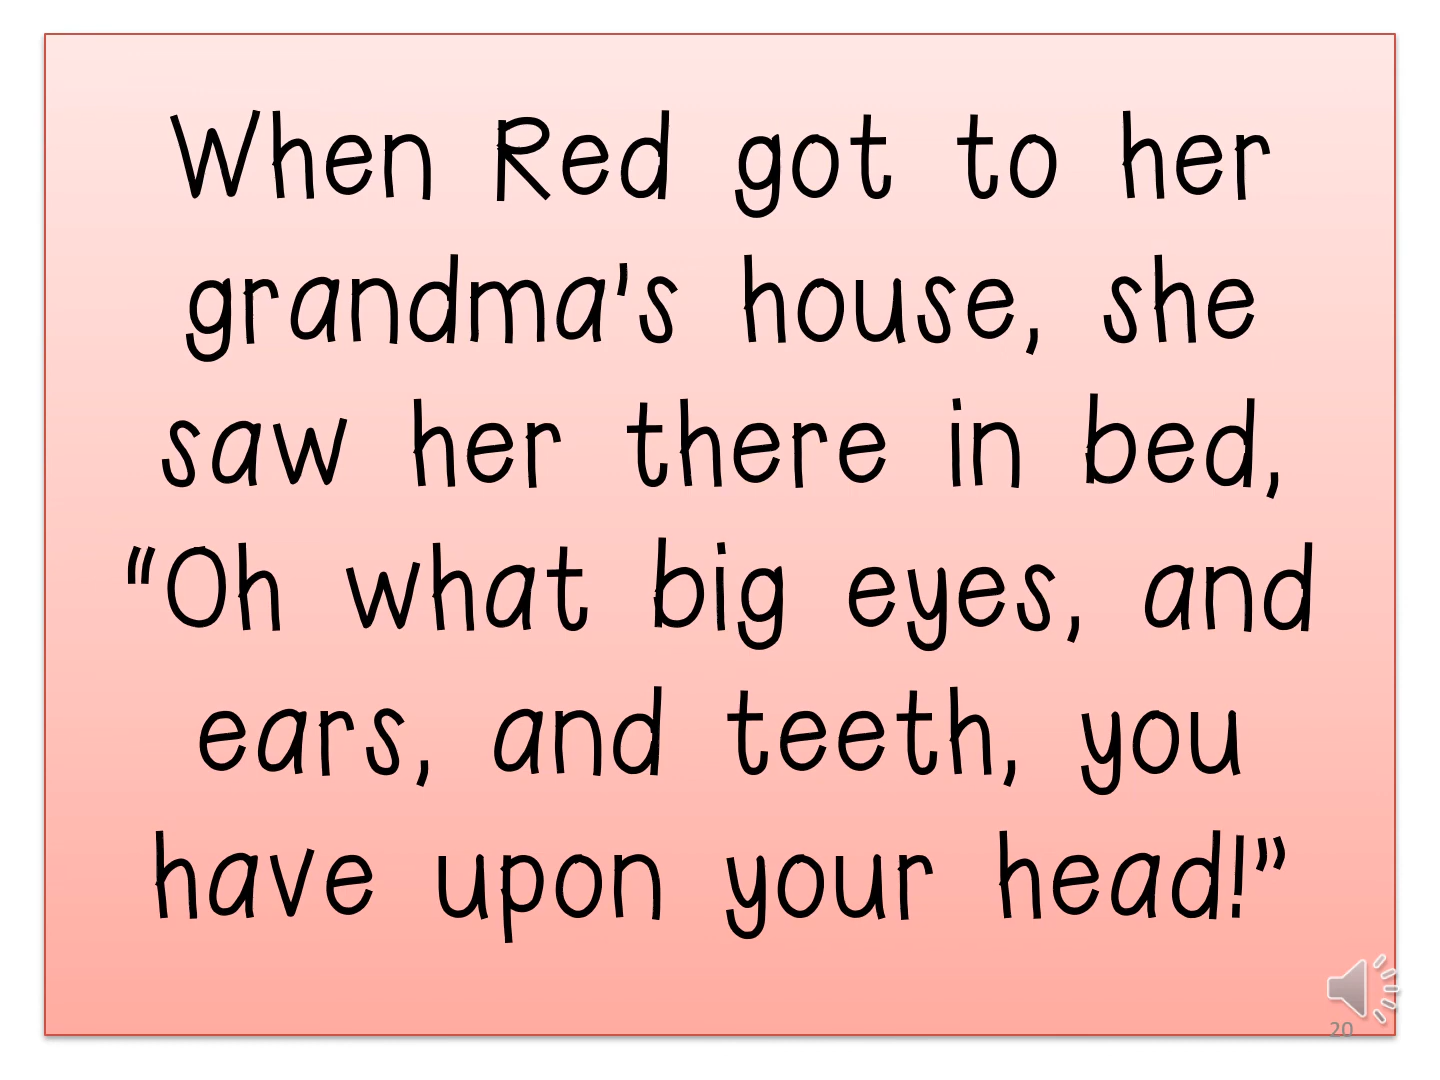 When Red got to her
grandma's house, she
saw her there in bed,
“Oh what big eyes, and
ears, and teeth, you
have upon your head!”
20